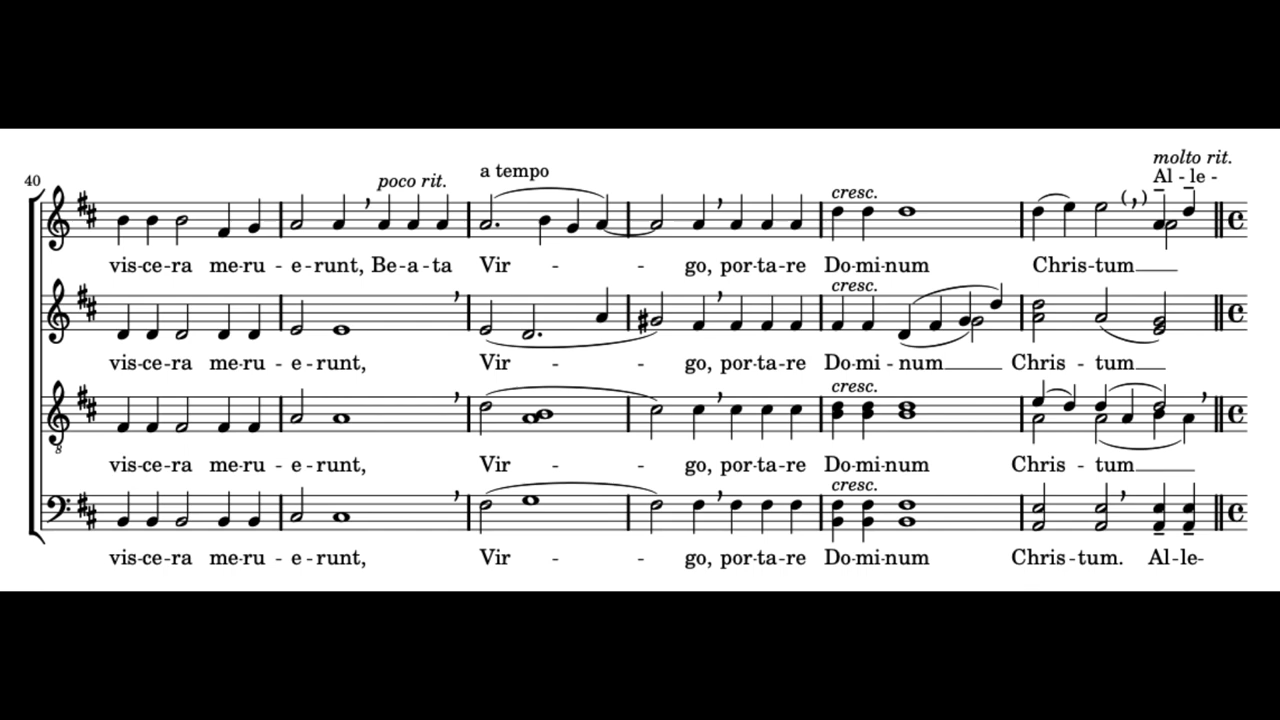 molto rit.
Al - le -
a tempo
40
poco rit.
cresc.
vis-ce-ra me-ru - e-runt, Be-a-ta Vir - - go, por-ta-re Do-mi-num Chris-tum
cresc.
vis-ce-ra me-ru - e-runt, Vir - - go, por-ta-re Do-mi-num Chris - tum
cresc.
8
vis-ce-ra me-ru - e-runt, Vir - - go, por-ta-re Do-mi-num Chris - tum
cresc.
vis-ce-ra me-ru - e-runt, Vir - - go, por-ta-re Do-mi-num Chris-tum. Al-le-